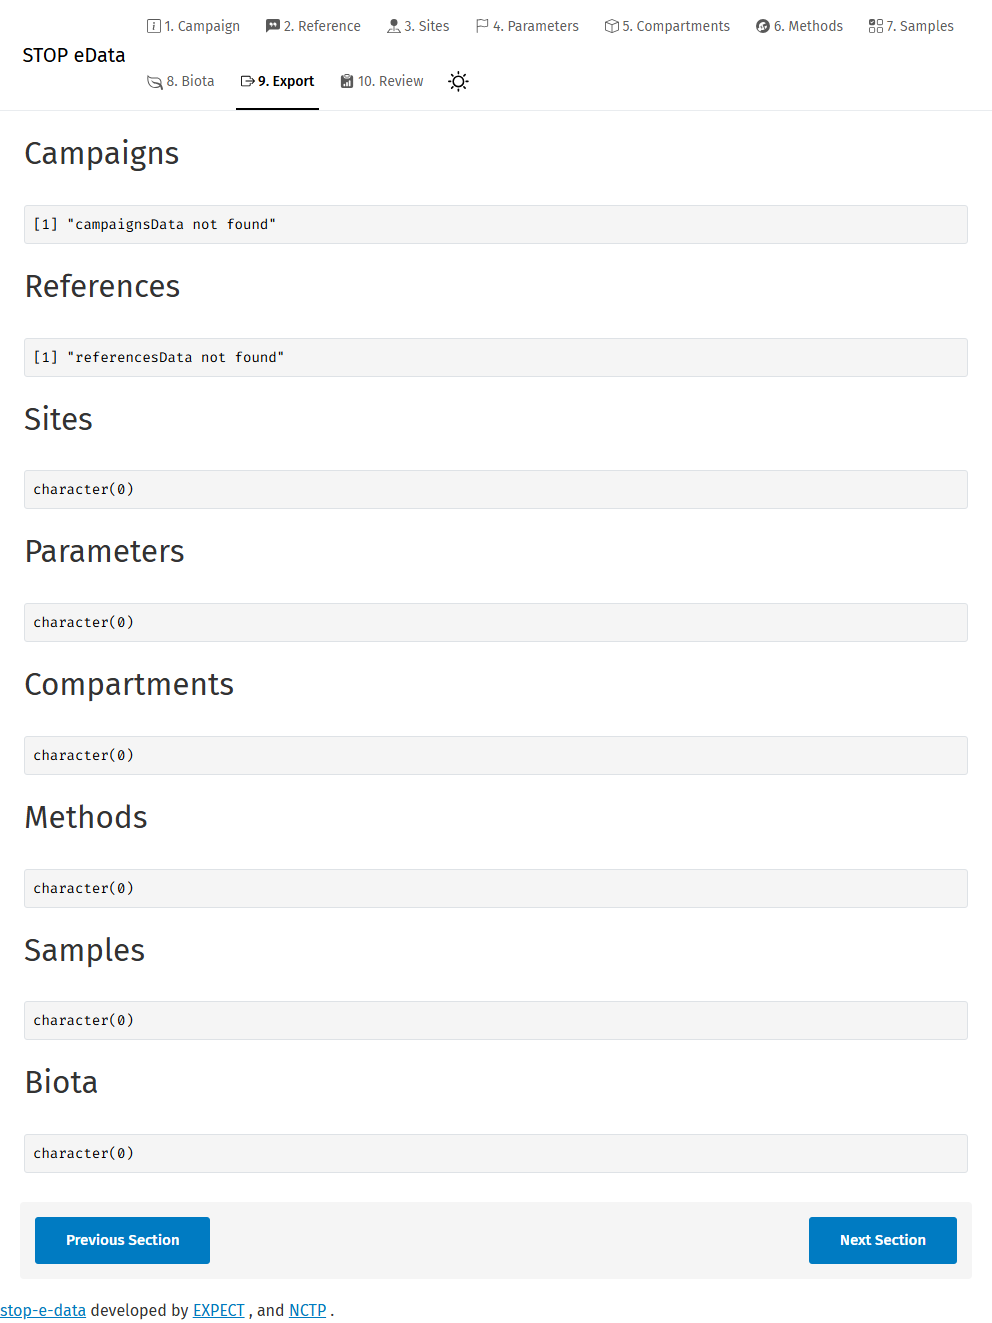 STOP eData
1. Campaign
2. Reference
3. Sites
4. Parameters
5. Compartments
6. Methods
7. Samples
8. Biota
9. Export
10. Review
Campaigns
[1] "campaignsData not found"
References
[1] "referencesData not found"
Sites
character(0)
Parameters
character(0)
Compartments
character(0)
Methods
character(0)
Samples
character(0)
Biota
character(0)
Previous Section
Next Section
stop-e-data developed by EXPECT , and NCTP .